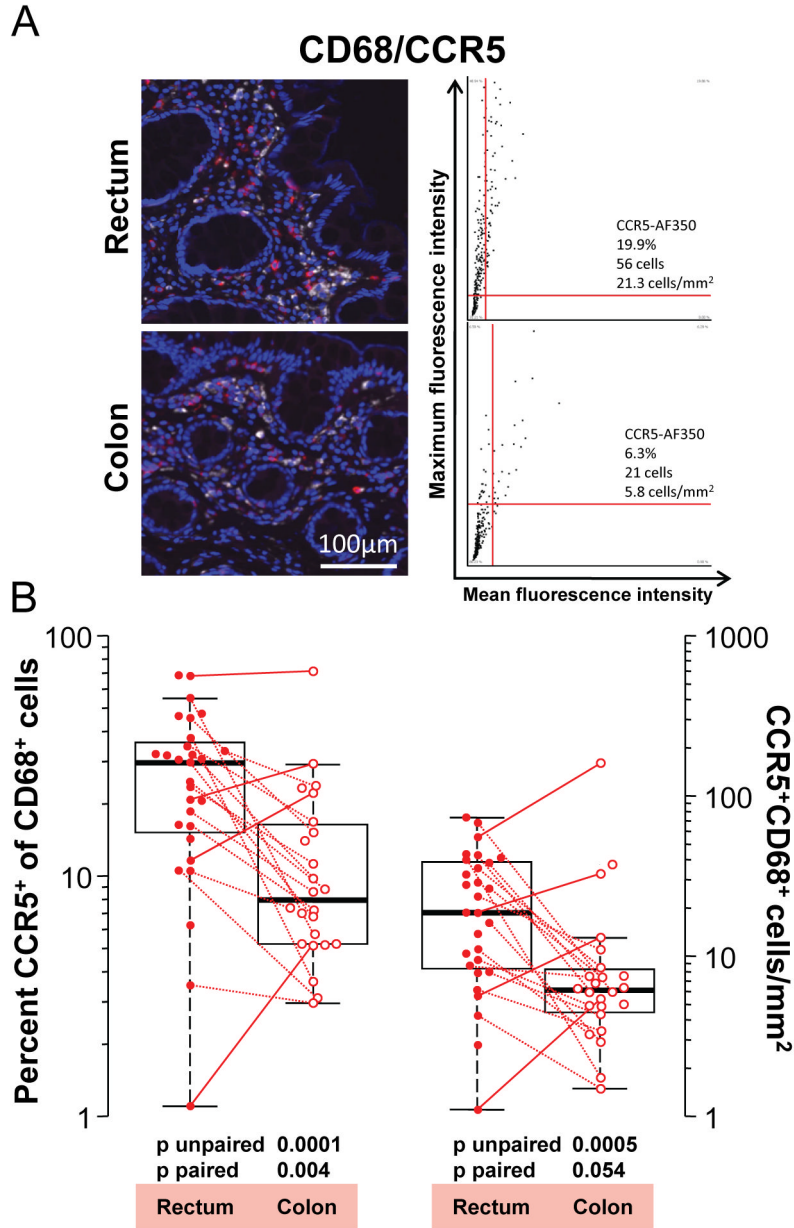 A
CD68/CCR5
Rectum
Colon
100µm
Maximum fluorescence intensity
CCR5-AF350
19.9%
56 cells
21.3 cells/mm²
CCR5-AF350
6.3%
21 cells
5.8 cells/mm²
Mean fluorescence intensity
B
Percent CCR5⁺ of CD68⁺ cells
100
10
1
CCR5⁺CD68⁺ cells/mm²
1000
100
10
1
p unpaired 0.0001
p paired 0.004
Rectum Colon
p unpaired 0.0005
p paired 0.054
Rectum Colon